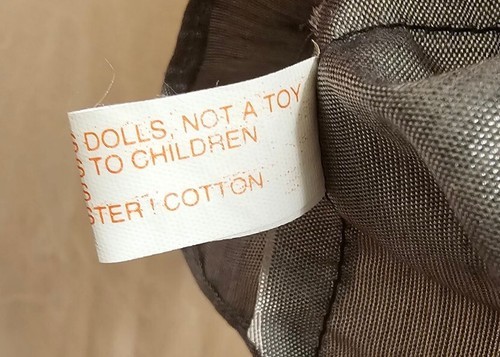 S DOLLS, NOT A TOY
S TO CHILDREN
S
STER / COTTON